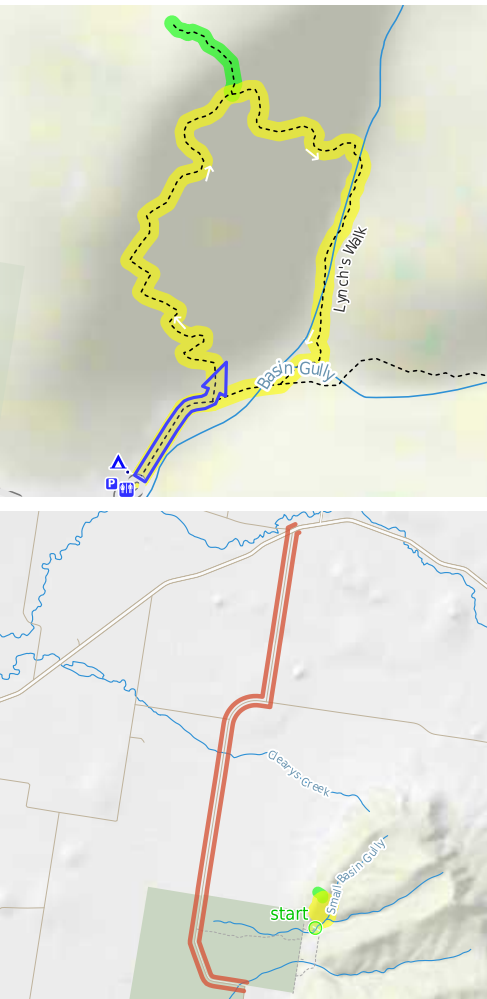 Lynch's Walk
Basin Gully
P
Clearys Creek
Small Basin Gully
start